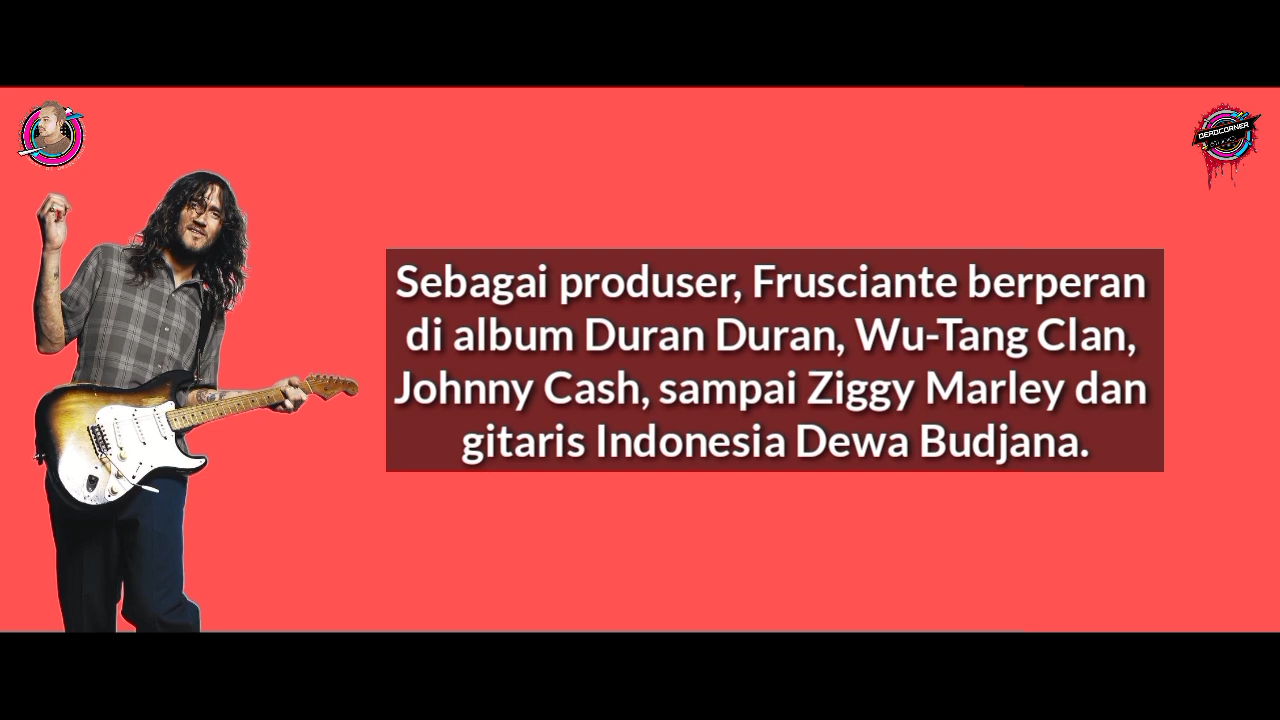 DEADCORNER
Sebagai produser, Frusciante berperan
di album Duran Duran, Wu-Tang Clan,
Johnny Cash, sampai Ziggy Marley dan
gitaris Indonesia Dewa Budjana.